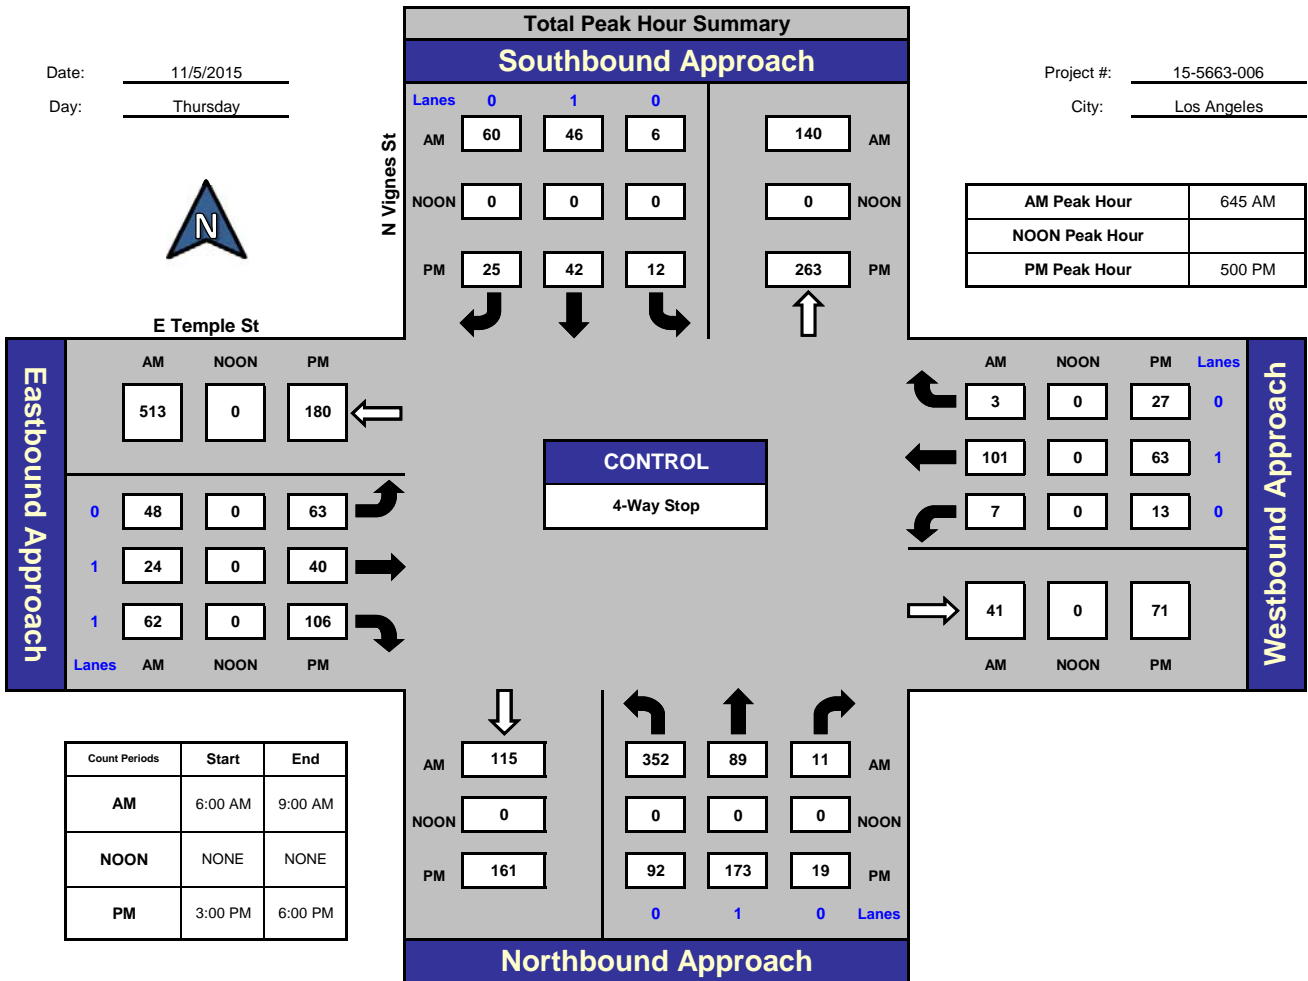 Total Peak Hour Summary
Southbound Approach
Date: 11/5/2015
Day: Thursday
Project #: 15-5663-006
City: Los Angeles
N
N Vignes St
Lanes 0 1 0
AM 60 46 6 140 AM
NOON 0 0 0 0 NOON
PM 25 42 12 263 PM
AM Peak Hour 645 AM
NOON Peak Hour
PM Peak Hour 500 PM
E Temple St
Eastbound Approach
AM NOON PM
513 0 180
0 48 0 63
1 24 0 40
1 62 0 106
Lanes AM NOON PM
CONTROL
4-Way Stop
AM NOON PM Lanes
3 0 27 0
101 0 63 1
7 0 13 0
41 0 71
AM NOON PM
Westbound Approach
Count Periods Start End
AM 6:00 AM 9:00 AM
NOON NONE NONE
PM 3:00 PM 6:00 PM
AM 115 352 89 11 AM
NOON 0 0 0 0 NOON
PM 161 92 173 19 PM
0 1 0 Lanes
Northbound Approach